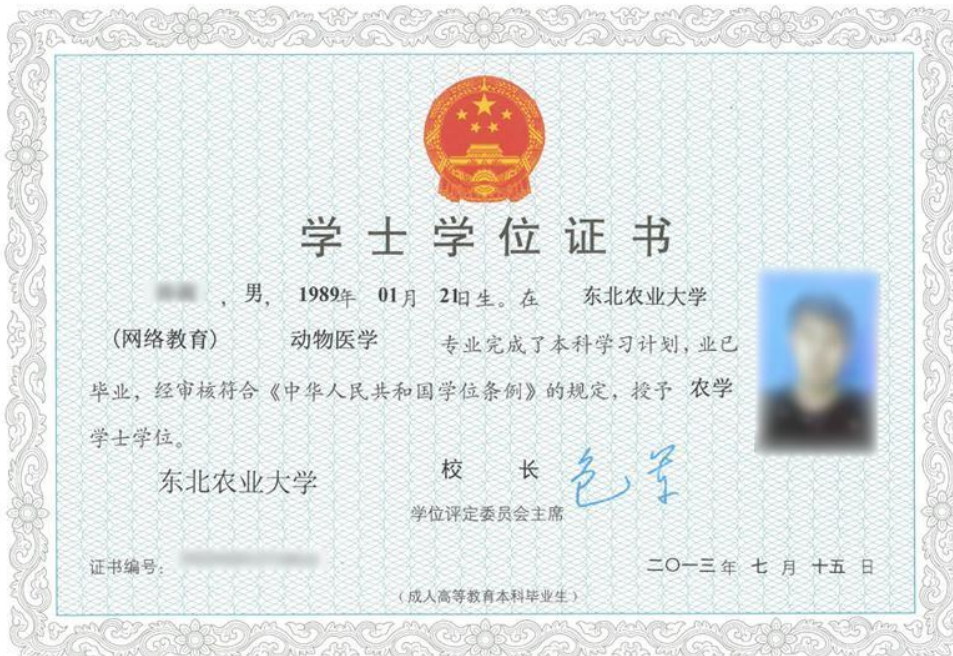 学士学位证书
，男，1989年 01月 21日生。在 东北农业大学
(网络教育) 动物医学 专业完成了本科学习计划，业已
毕业，经审核符合《中华人民共和国学位条例》的规定，授予 农学
学士学位。
东北农业大学
校 长
学位评定委员会主席
证书编号：
二〇一三年 七 月 十五 日
（成人高等教育本科毕业生）